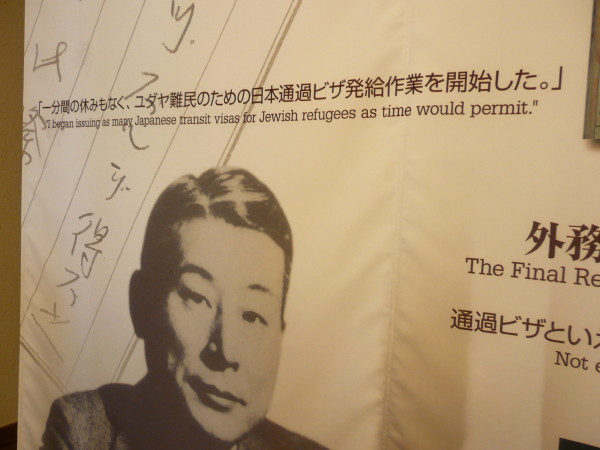 「一分間の休みもなく、ユダヤ難民のための日本通過ビザ発給作業を開始した。」
"I began issuing as many Japanese transit visas for Jewish refugees as time would permit."
外務
The Final Re
通過ビザといえ
Not e